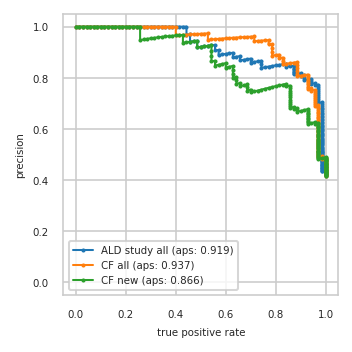 1.0
0.8
0.6
0.4
0.2
0.0
precision
ALD study all (aps: 0.919)
CF all (aps: 0.937)
CF new (aps: 0.866)
0.0 0.2 0.4 0.6 0.8 1.0
true positive rate